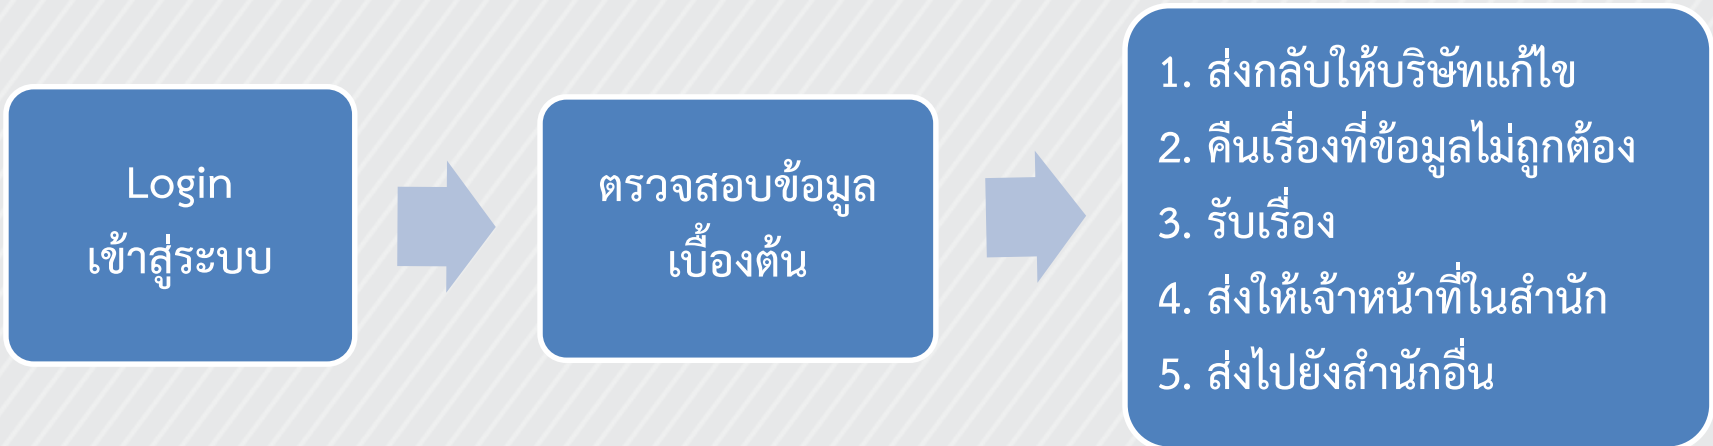 Login
เข้าสู่ระบบ
ตรวจสอบข้อมูล
เบื้องต้น
1. ส่งกลับให้บริษัทแก้ไข
2. คืนเรื่องที่ข้อมูลไม่ถูกต้อง
3. รับเรื่อง
4. ส่งให้เจ้าหน้าที่ในสำนัก
5. ส่งไปยังสำนักอื่น